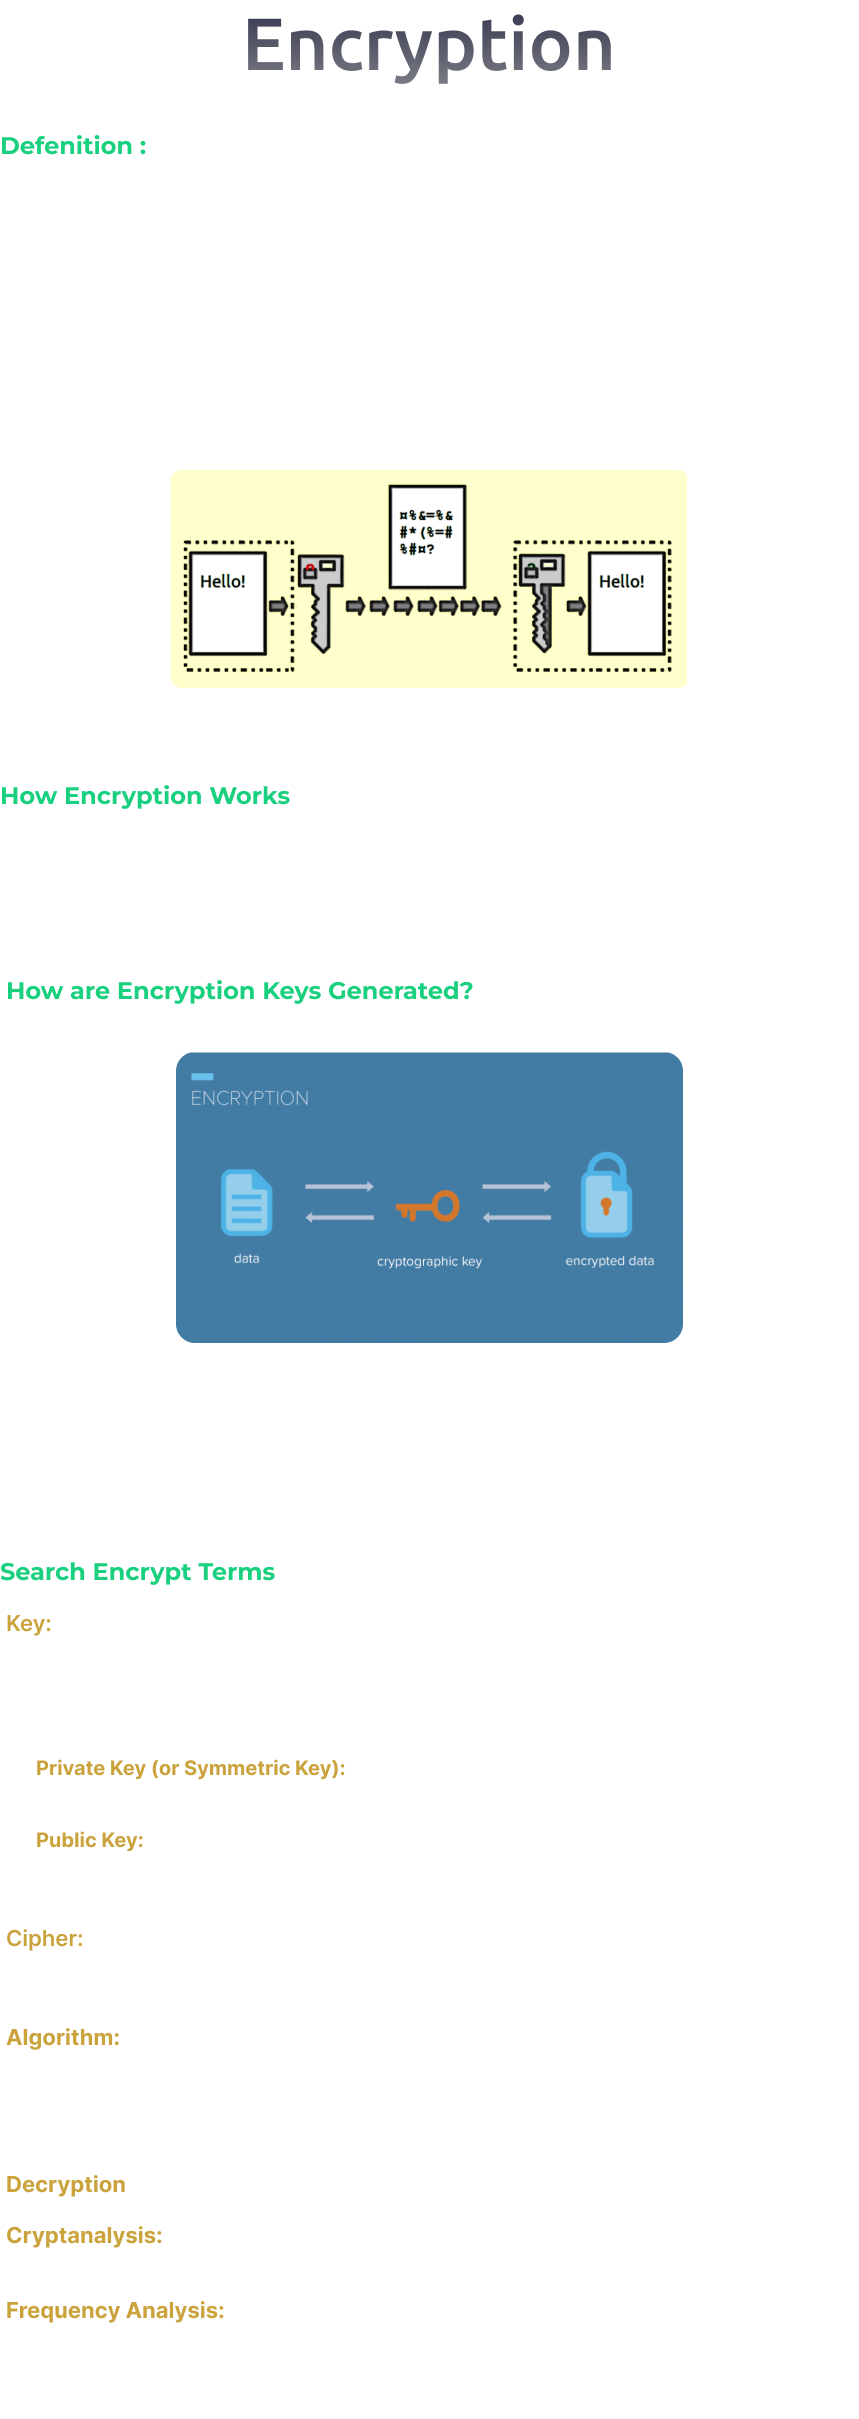 Encryption
Defenition :
¤%&=%&
#*(%=#
%#¤?
Hello!
Hello!
How Encryption Works
How are Encryption Keys Generated?
ENCRYPTION
data
cryptographic key
encrypted data
Search Encrypt Terms
Key:
Private Key (or Symmetric Key):
Public Key:
Cipher:
Algorithm:
Decryption
Cryptanalysis:
Frequency Analysis: